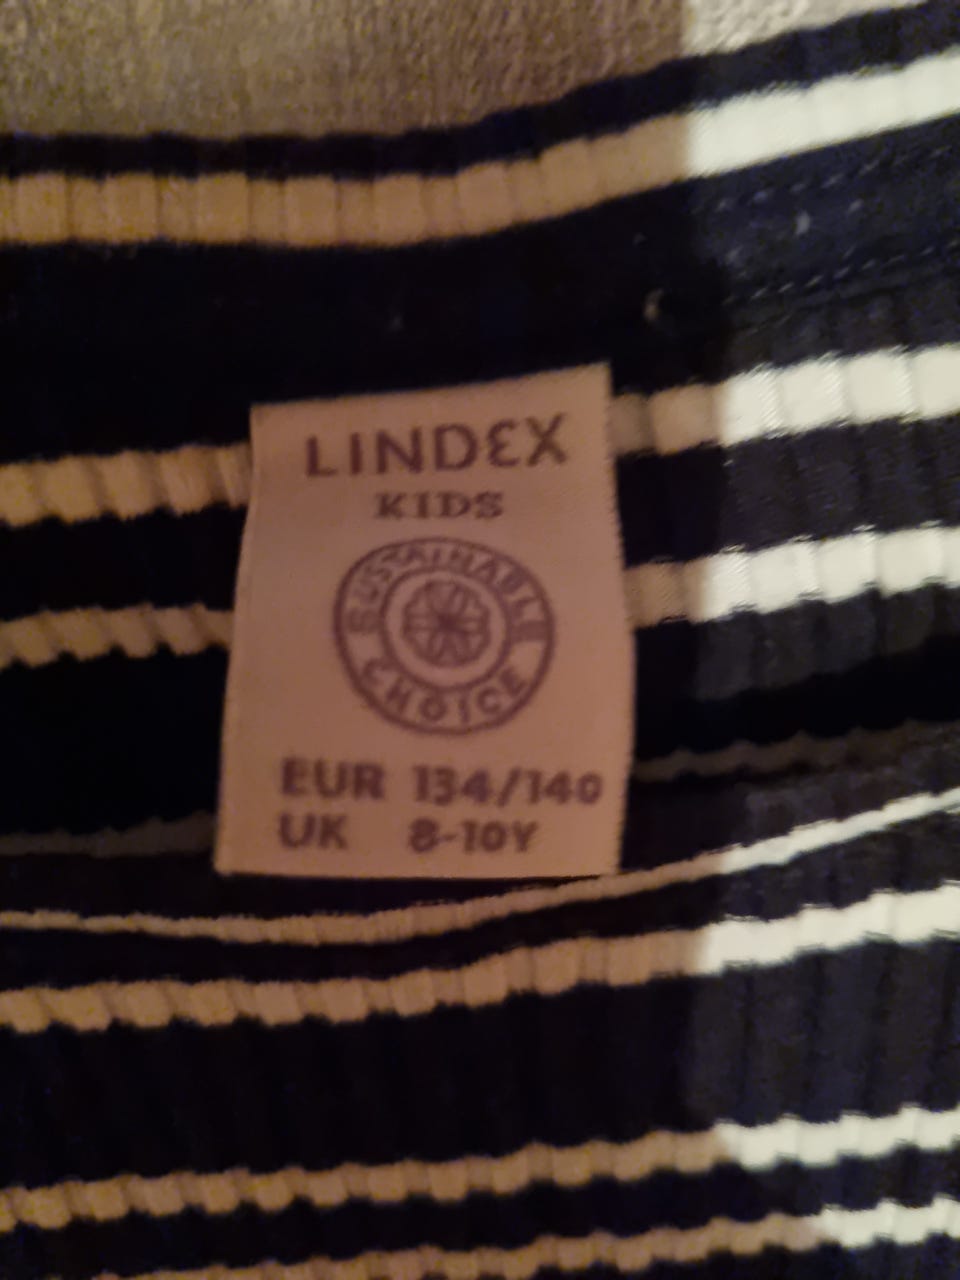 LINDEX
KIDS
SUSTAINABLE
CHOICE
EUR 134/140
UK 8-10Y